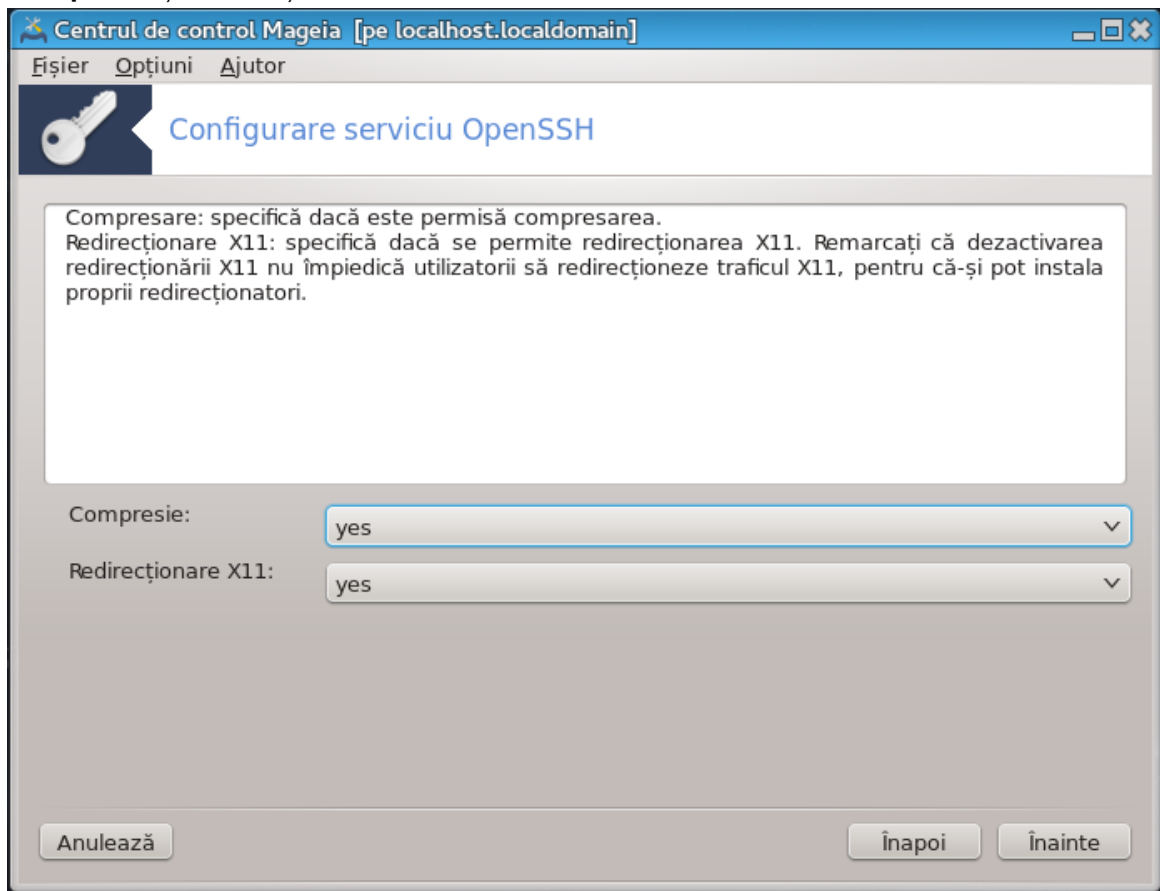 Centrul de control Mageia [pe localhost.localdomain]
Fișier Opțiuni Ajutor
Configurare serviciu OpenSSH
Compresare: specifică dacă este permisă compresarea.
Redirecționare X11: specifică dacă se permite redirecționarea X11. Remarcați că dezactivarea
redirecționării X11 nu împiedică utilizatorii să redirecționeze traficul X11, pentru că-și pot instala
proprii redirecționatori.
Compresie: yes
Redirecționare X11: yes
Anulează Înapoi Înainte